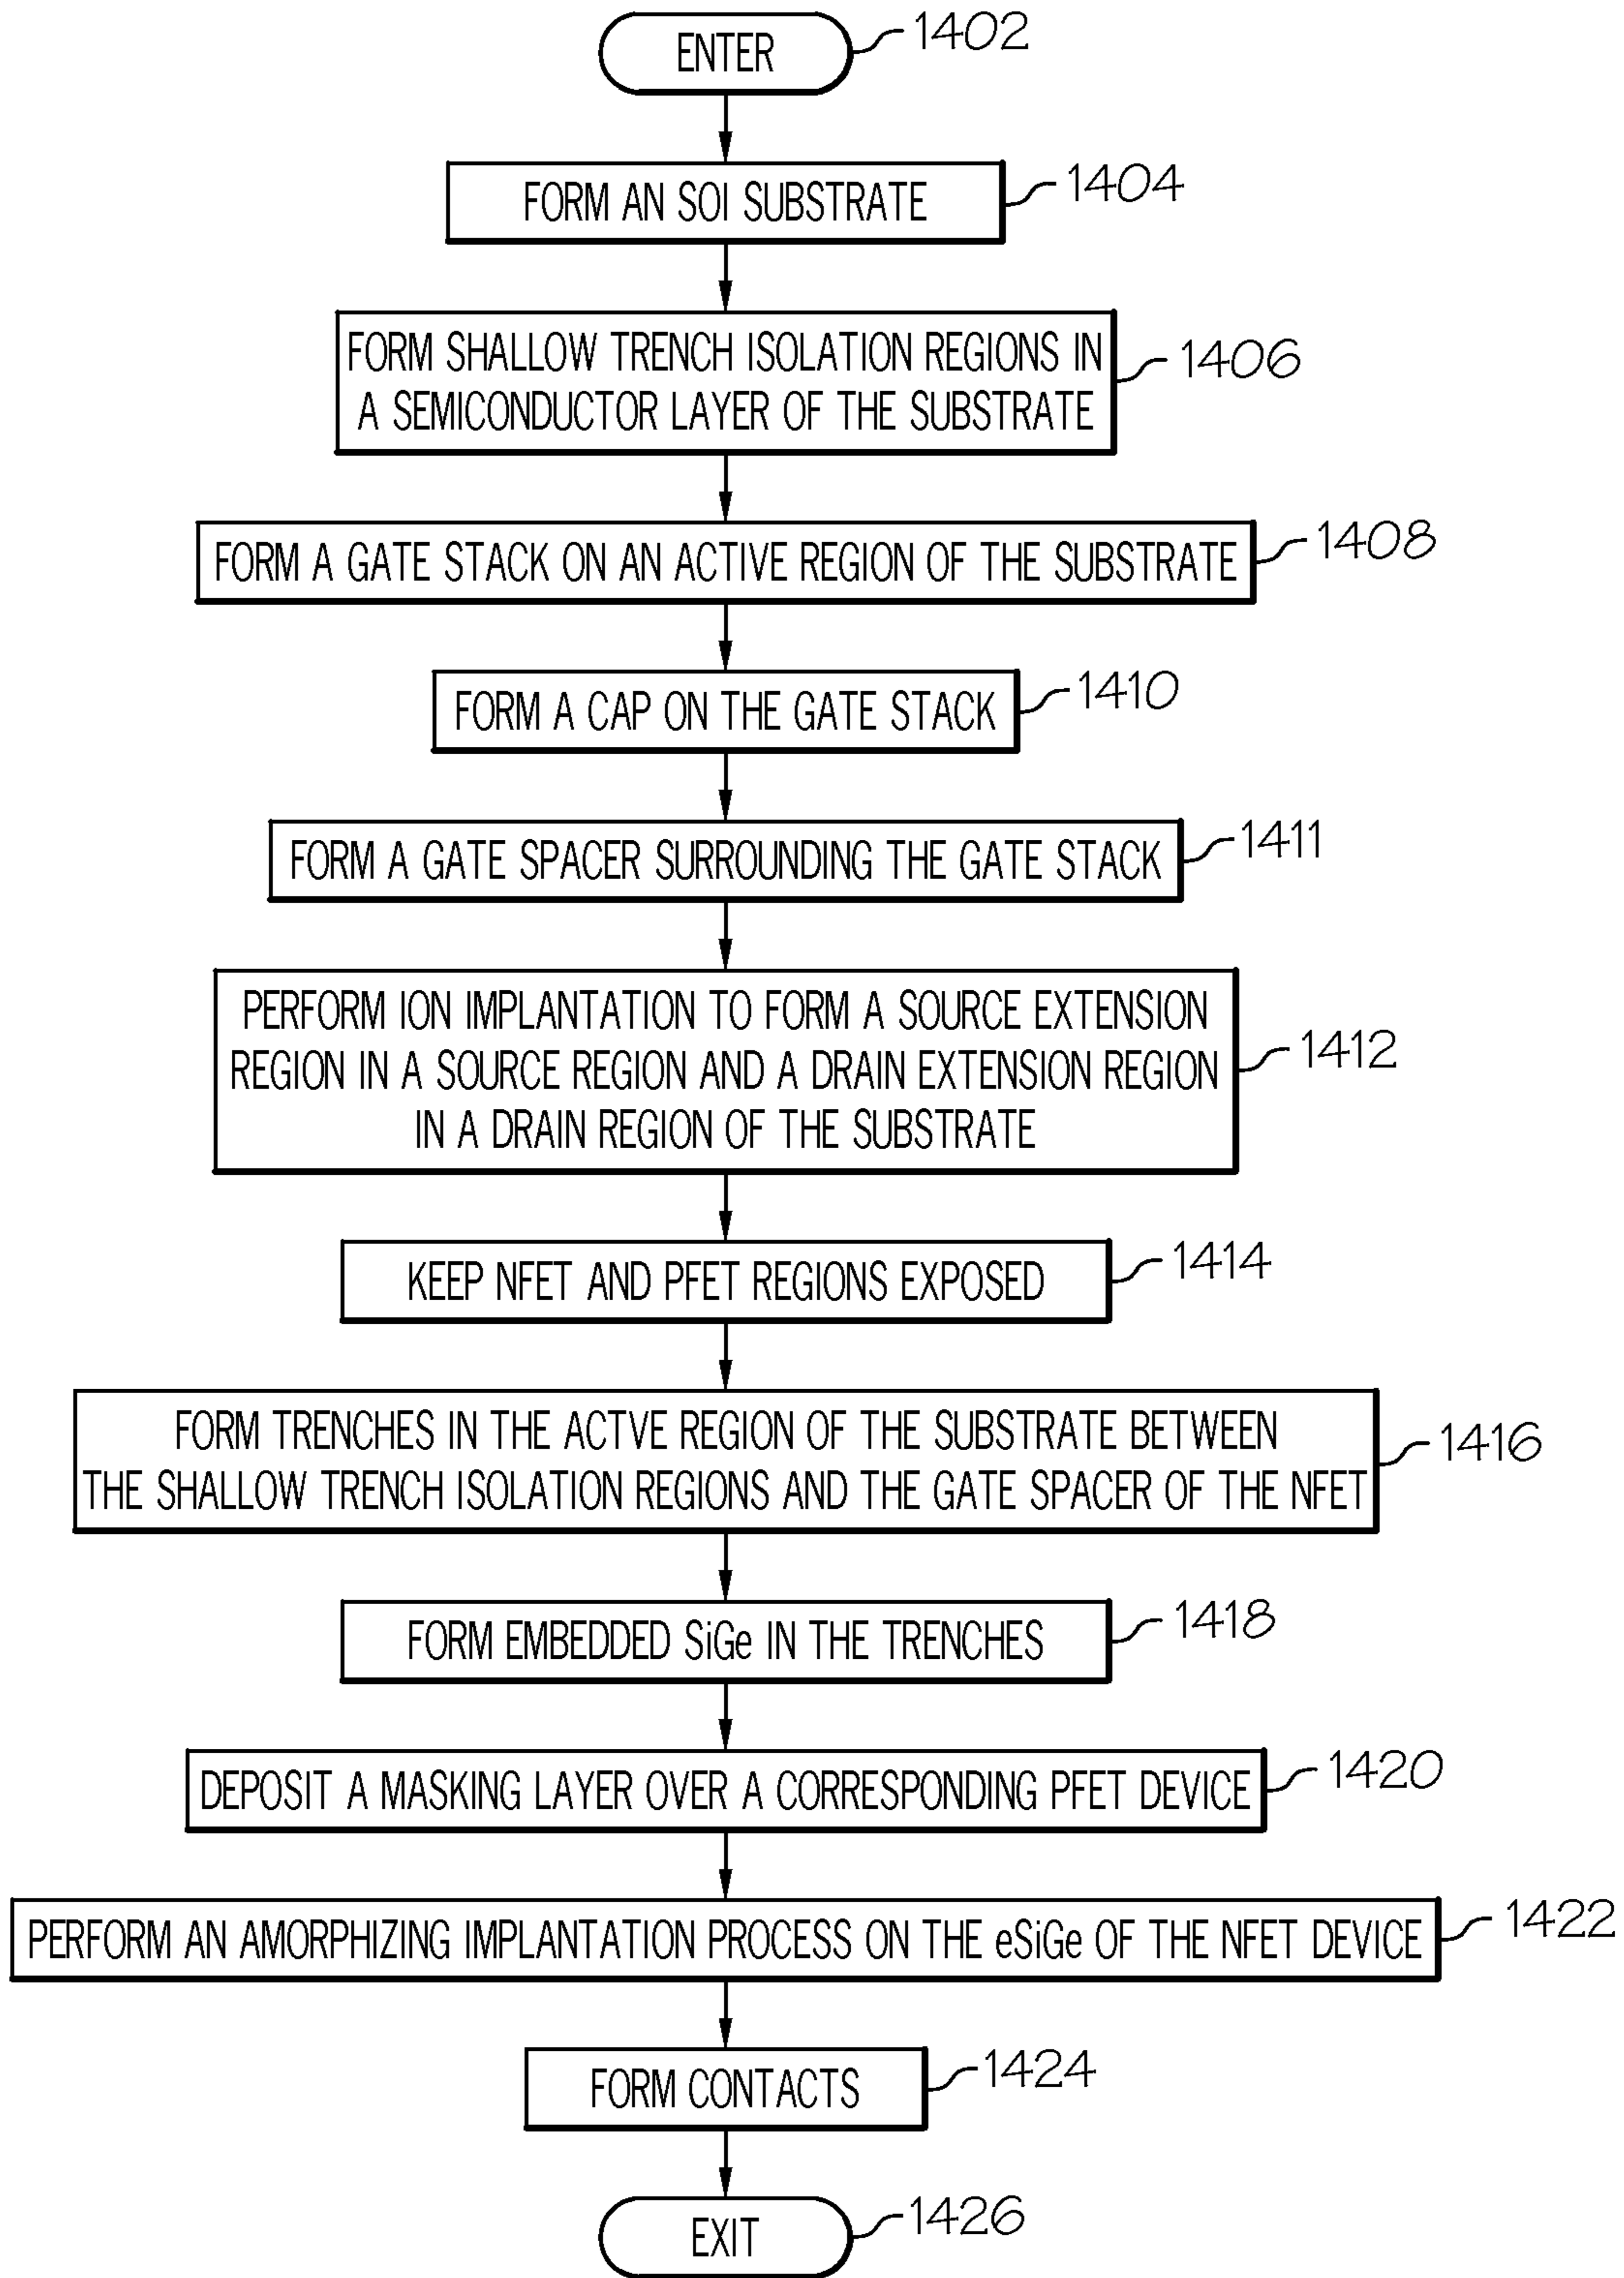 ENTER
1402
FORM AN SOI SUBSTRATE
1404
FORM SHALLOW TRENCH ISOLATION REGIONS IN
A SEMICONDUCTOR LAYER OF THE SUBSTRATE
1406
FORM A GATE STACK ON AN ACTIVE REGION OF THE SUBSTRATE
1408
FORM A CAP ON THE GATE STACK
1410
FORM A GATE SPACER SURROUNDING THE GATE STACK
1411
PERFORM ION IMPLANTATION TO FORM A SOURCE EXTENSION
REGION IN A SOURCE REGION AND A DRAIN EXTENSION REGION
IN A DRAIN REGION OF THE SUBSTRATE
1412
KEEP NFET AND PFET REGIONS EXPOSED
1414
FORM TRENCHES IN THE ACTVE REGION OF THE SUBSTRATE BETWEEN
THE SHALLOW TRENCH ISOLATION REGIONS AND THE GATE SPACER OF THE NFET
1416
FORM EMBEDDED SiGe IN THE TRENCHES
1418
DEPOSIT A MASKING LAYER OVER A CORRESPONDING PFET DEVICE
1420
PERFORM AN AMORPHIZING IMPLANTATION PROCESS ON THE eSiGe OF THE NFET DEVICE
1422
FORM CONTACTS
1424
EXIT
1426